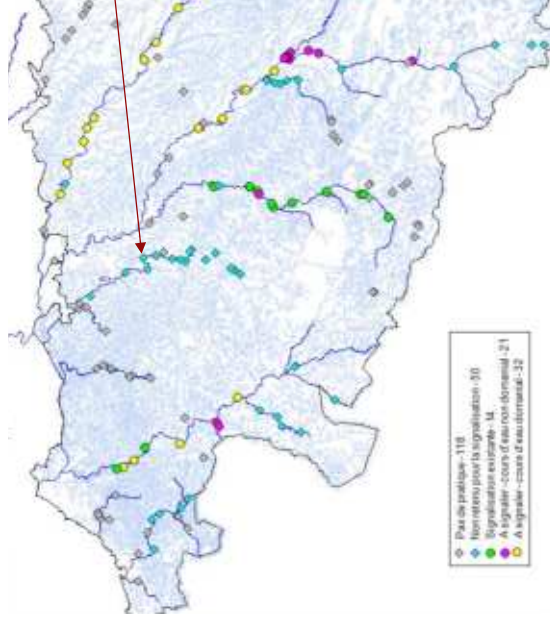 Pas de pratique - 118
Non retenu pour la signalisation - 30
Signalisation existante - 14
A signaler - cours d'eau non domanial - 21
A signaler - cours d'eau domanial - 32